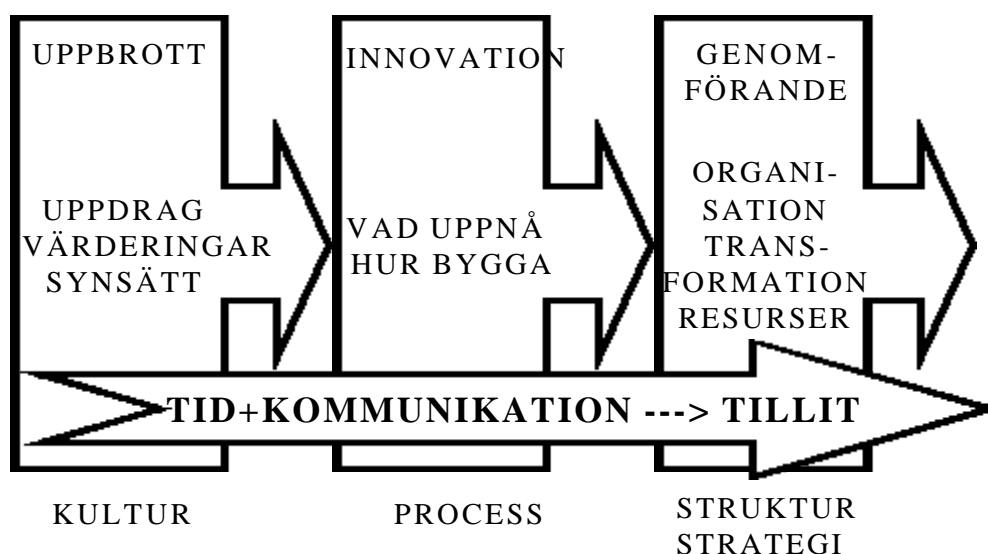 UPPBROTT
UPPDRAG
VÄRDERINGAR
SYNSÄTT
INNOVATION
VAD UPPNÅ
HUR BYGGA
GENOM-
FÖRANDE
ORGANI-
SATION
TRANS-
FORMATION
RESURSER
TID+KOMMUNIKATION ---> TILLIT
KULTUR
PROCESS
STRUKTUR
STRATEGI